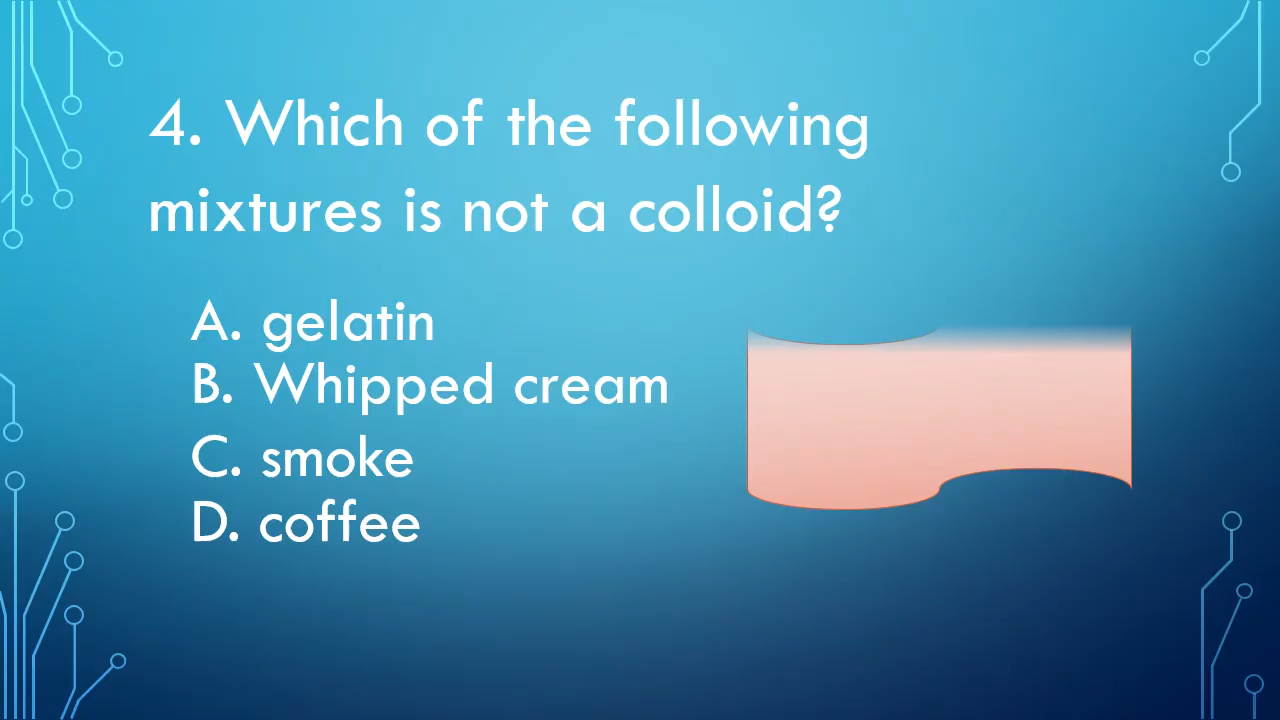 4. Which of the following
mixtures is not a colloid?
A. gelatin
B. Whipped cream
C. smoke
D. coffee